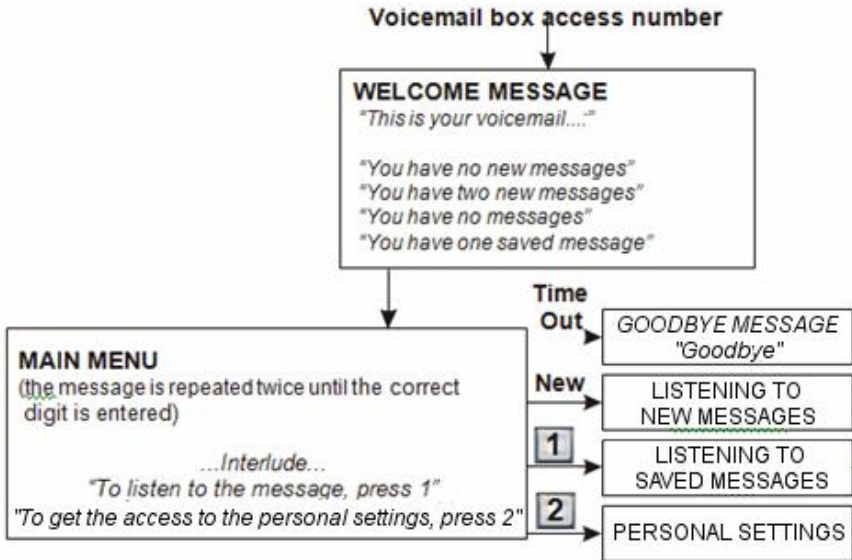 Voicemail box access number
WELCOME MESSAGE
"This is your voicemail....:"
"You have no new messages"
"You have two new messages"
"You have no messages"
"You have one saved message"
Time
Out
GOODBYE MESSAGE
"Goodbye"
MAIN MENU
(the message is repeated twice until the correct
digit is entered)
...Interlude...
"To listen to the message, press 1"
"To get the access to the personal settings, press 2"
New
LISTENING TO
NEW MESSAGES
1
LISTENING TO
SAVED MESSAGES
2
PERSONAL SETTINGS